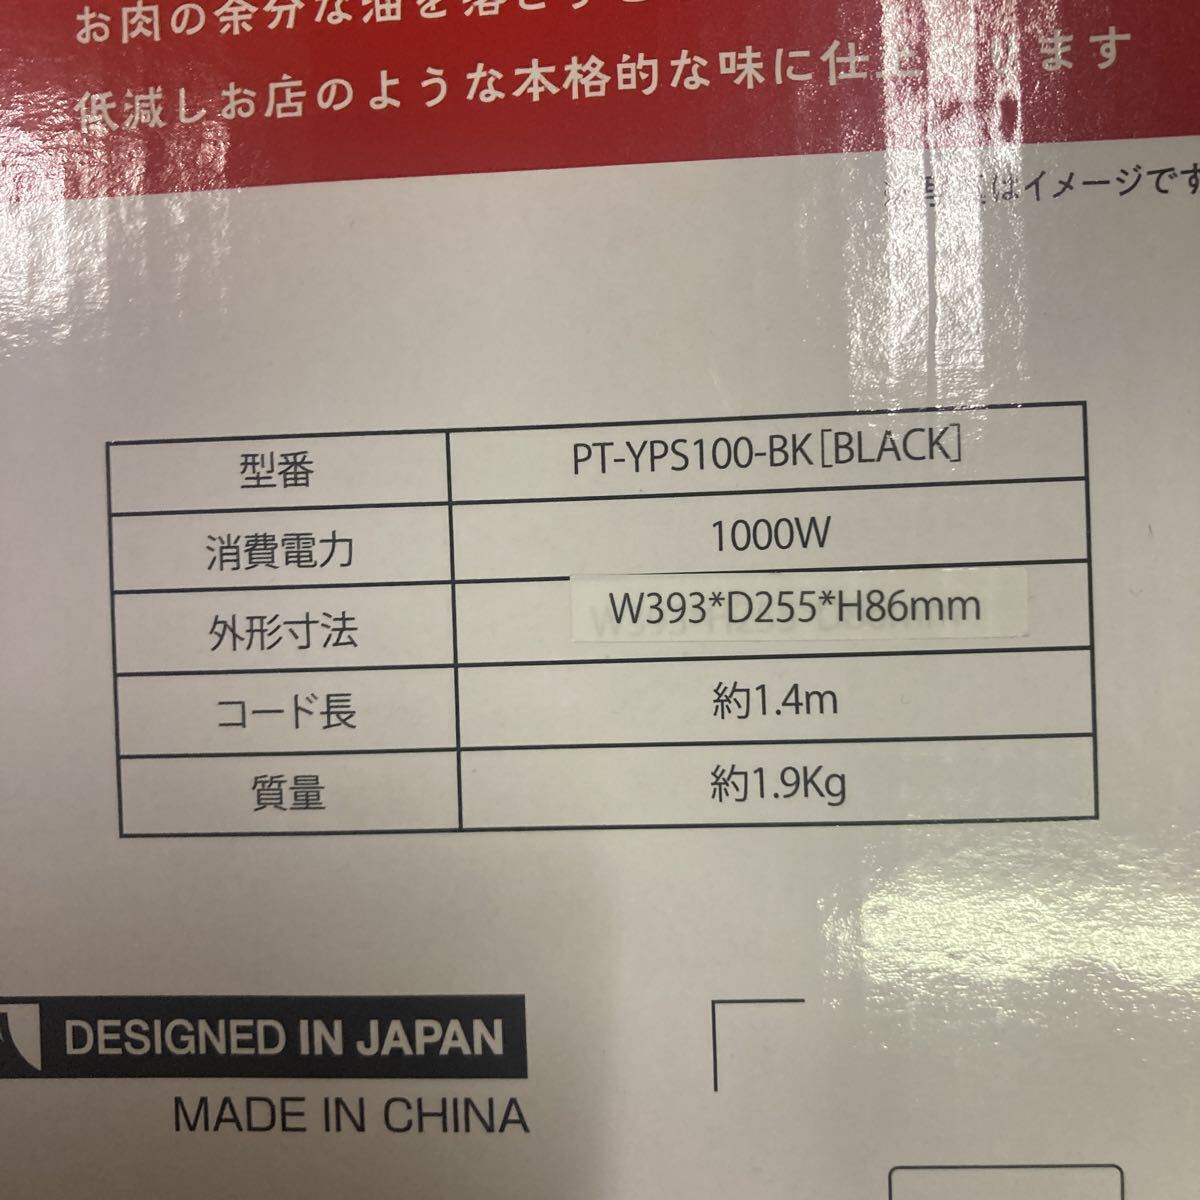 お肉の余分な油を落とす
低減しお店のような本格的な味に仕上がります
はイメージです
型番 PT-YPS100-BK[BLACK]
消費電力 1000W
外形寸法 W393*D255*H86mm
コード長 約1.4m
質量 約1.9Kg
DESIGNED IN JAPAN
MADE IN CHINA